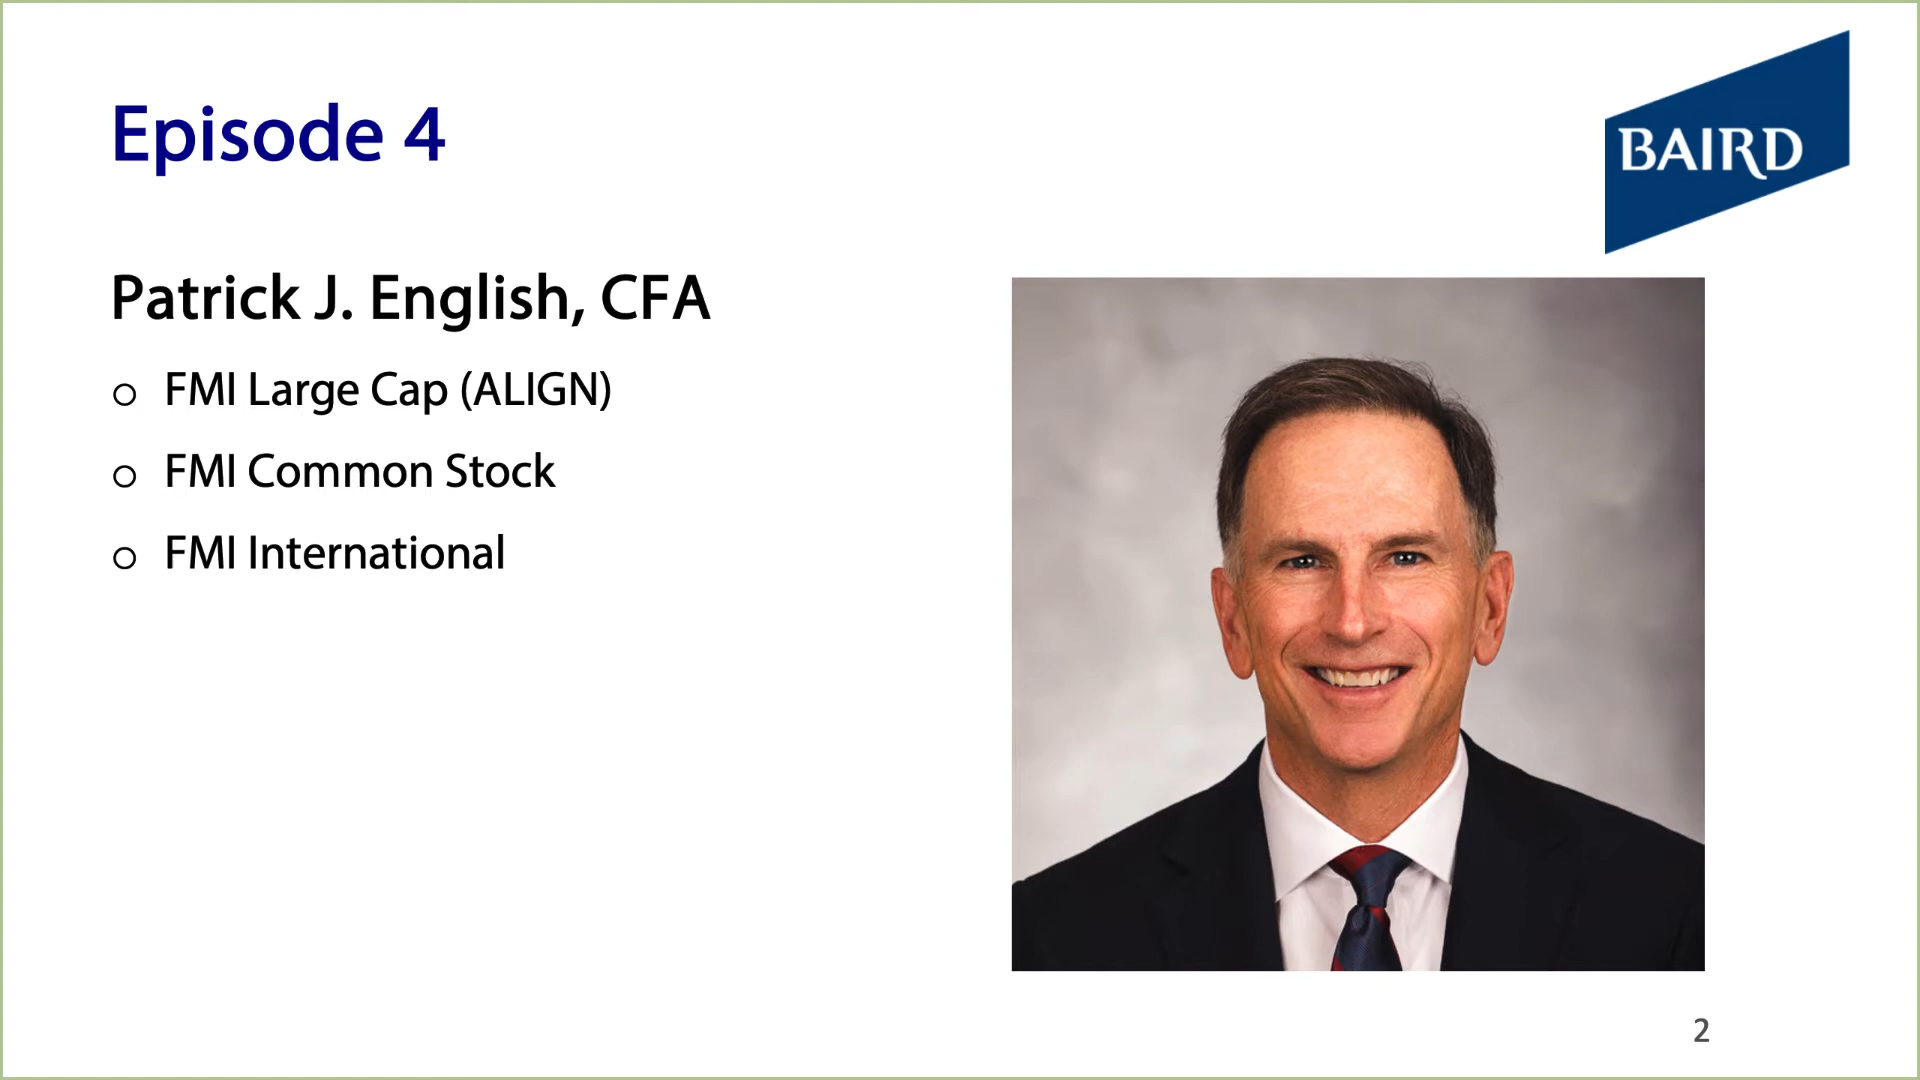 Episode 4
BAIRD
Patrick J. English, CFA
o FMI Large Cap (ALIGN)
o FMI Common Stock
o FMI International
2